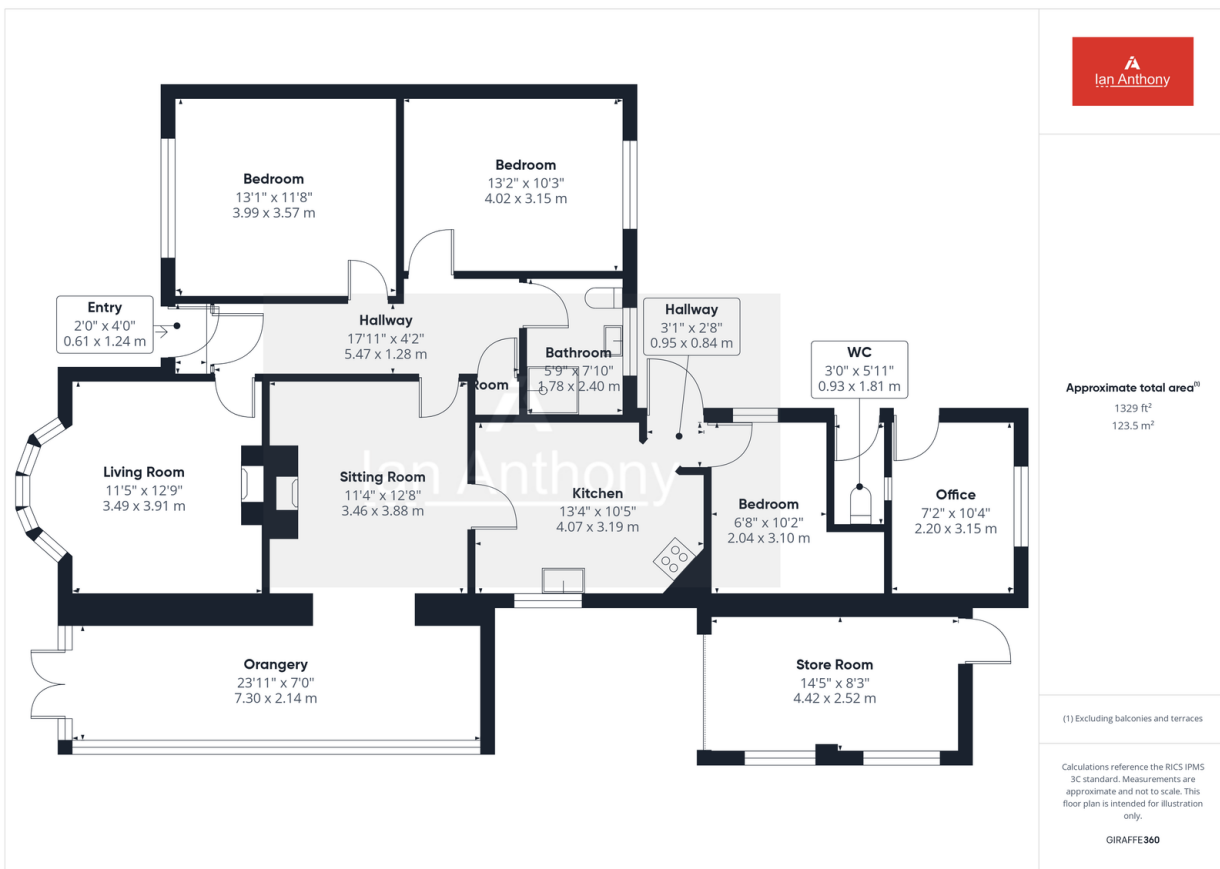 Ian Anthony
Bedroom
13'1" x 11'8"
3.99 x 3.57 m
Bedroom
13'2" x 10'3"
4.02 x 3.15 m
Entry
2'0" x 4'0"
0.61 x 1.24 m
Hallway
17'11" x 4'2"
5.47 x 1.28 m
Bathroom
5'9" x 7'10"
1.78 x 2.40 m
Room
Hallway
3'1" x 2'8"
0.95 x 0.84 m
WC
3'0" x 5'11"
0.93 x 1.81 m
Living Room
11'5" x 12'9"
3.49 x 3.91 m
Sitting Room
11'4" x 12'8"
3.46 x 3.88 m
Ian Anthony
Kitchen
13'4" x 10'5"
4.07 x 3.19 m
Bedroom
6'8" x 10'2"
2.04 x 3.10 m
Office
7'2" x 10'4"
2.20 x 3.15 m
Orangery
23'11" x 7'0"
7.30 x 2.14 m
Store Room
14'5" x 8'3"
4.42 x 2.52 m
Approximate total area(1)
1329 ft²
123.5 m²
(1) Excluding balconies and terraces
Calculations reference the RICS IPMS
3C standard. Measurements are
approximate and not to scale. This
floor plan is intended for illustration
only.
GIRAFFE360